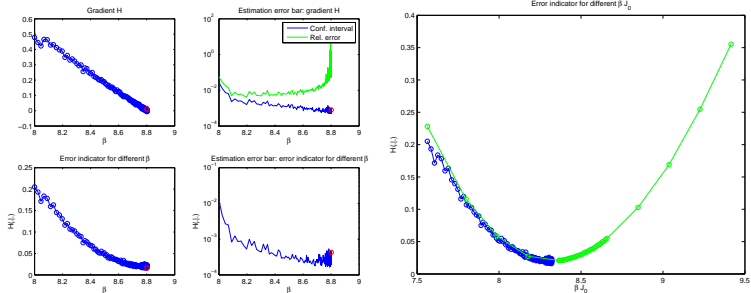 Gradient H
0.6
0.5
0.4
0.3
0.2
0.1
0
−0.1
8 8.2 8.4 8.6 8.8 9
β
Estimation error bar: gradient H
Conf. interval
Rel. error
10^2
10^0
10^−2
10^−4
8 8.2 8.4 8.6 8.8 9
β
Error indicator for different β
H(.|.)
0.25
0.2
0.15
0.1
0.05
0
8 8.2 8.4 8.6 8.8 9
β
Estimation error bar: error indicator for different β
H(.|.)
10^−1
10^−2
10^−3
10^−4
8 8.2 8.4 8.6 8.8 9
β
Error indicator for different β J_0
H(.|.)
0.4
0.35
0.3
0.25
0.2
0.15
0.1
0.05
0
7.5 8 8.5 9 9.5
β J_0